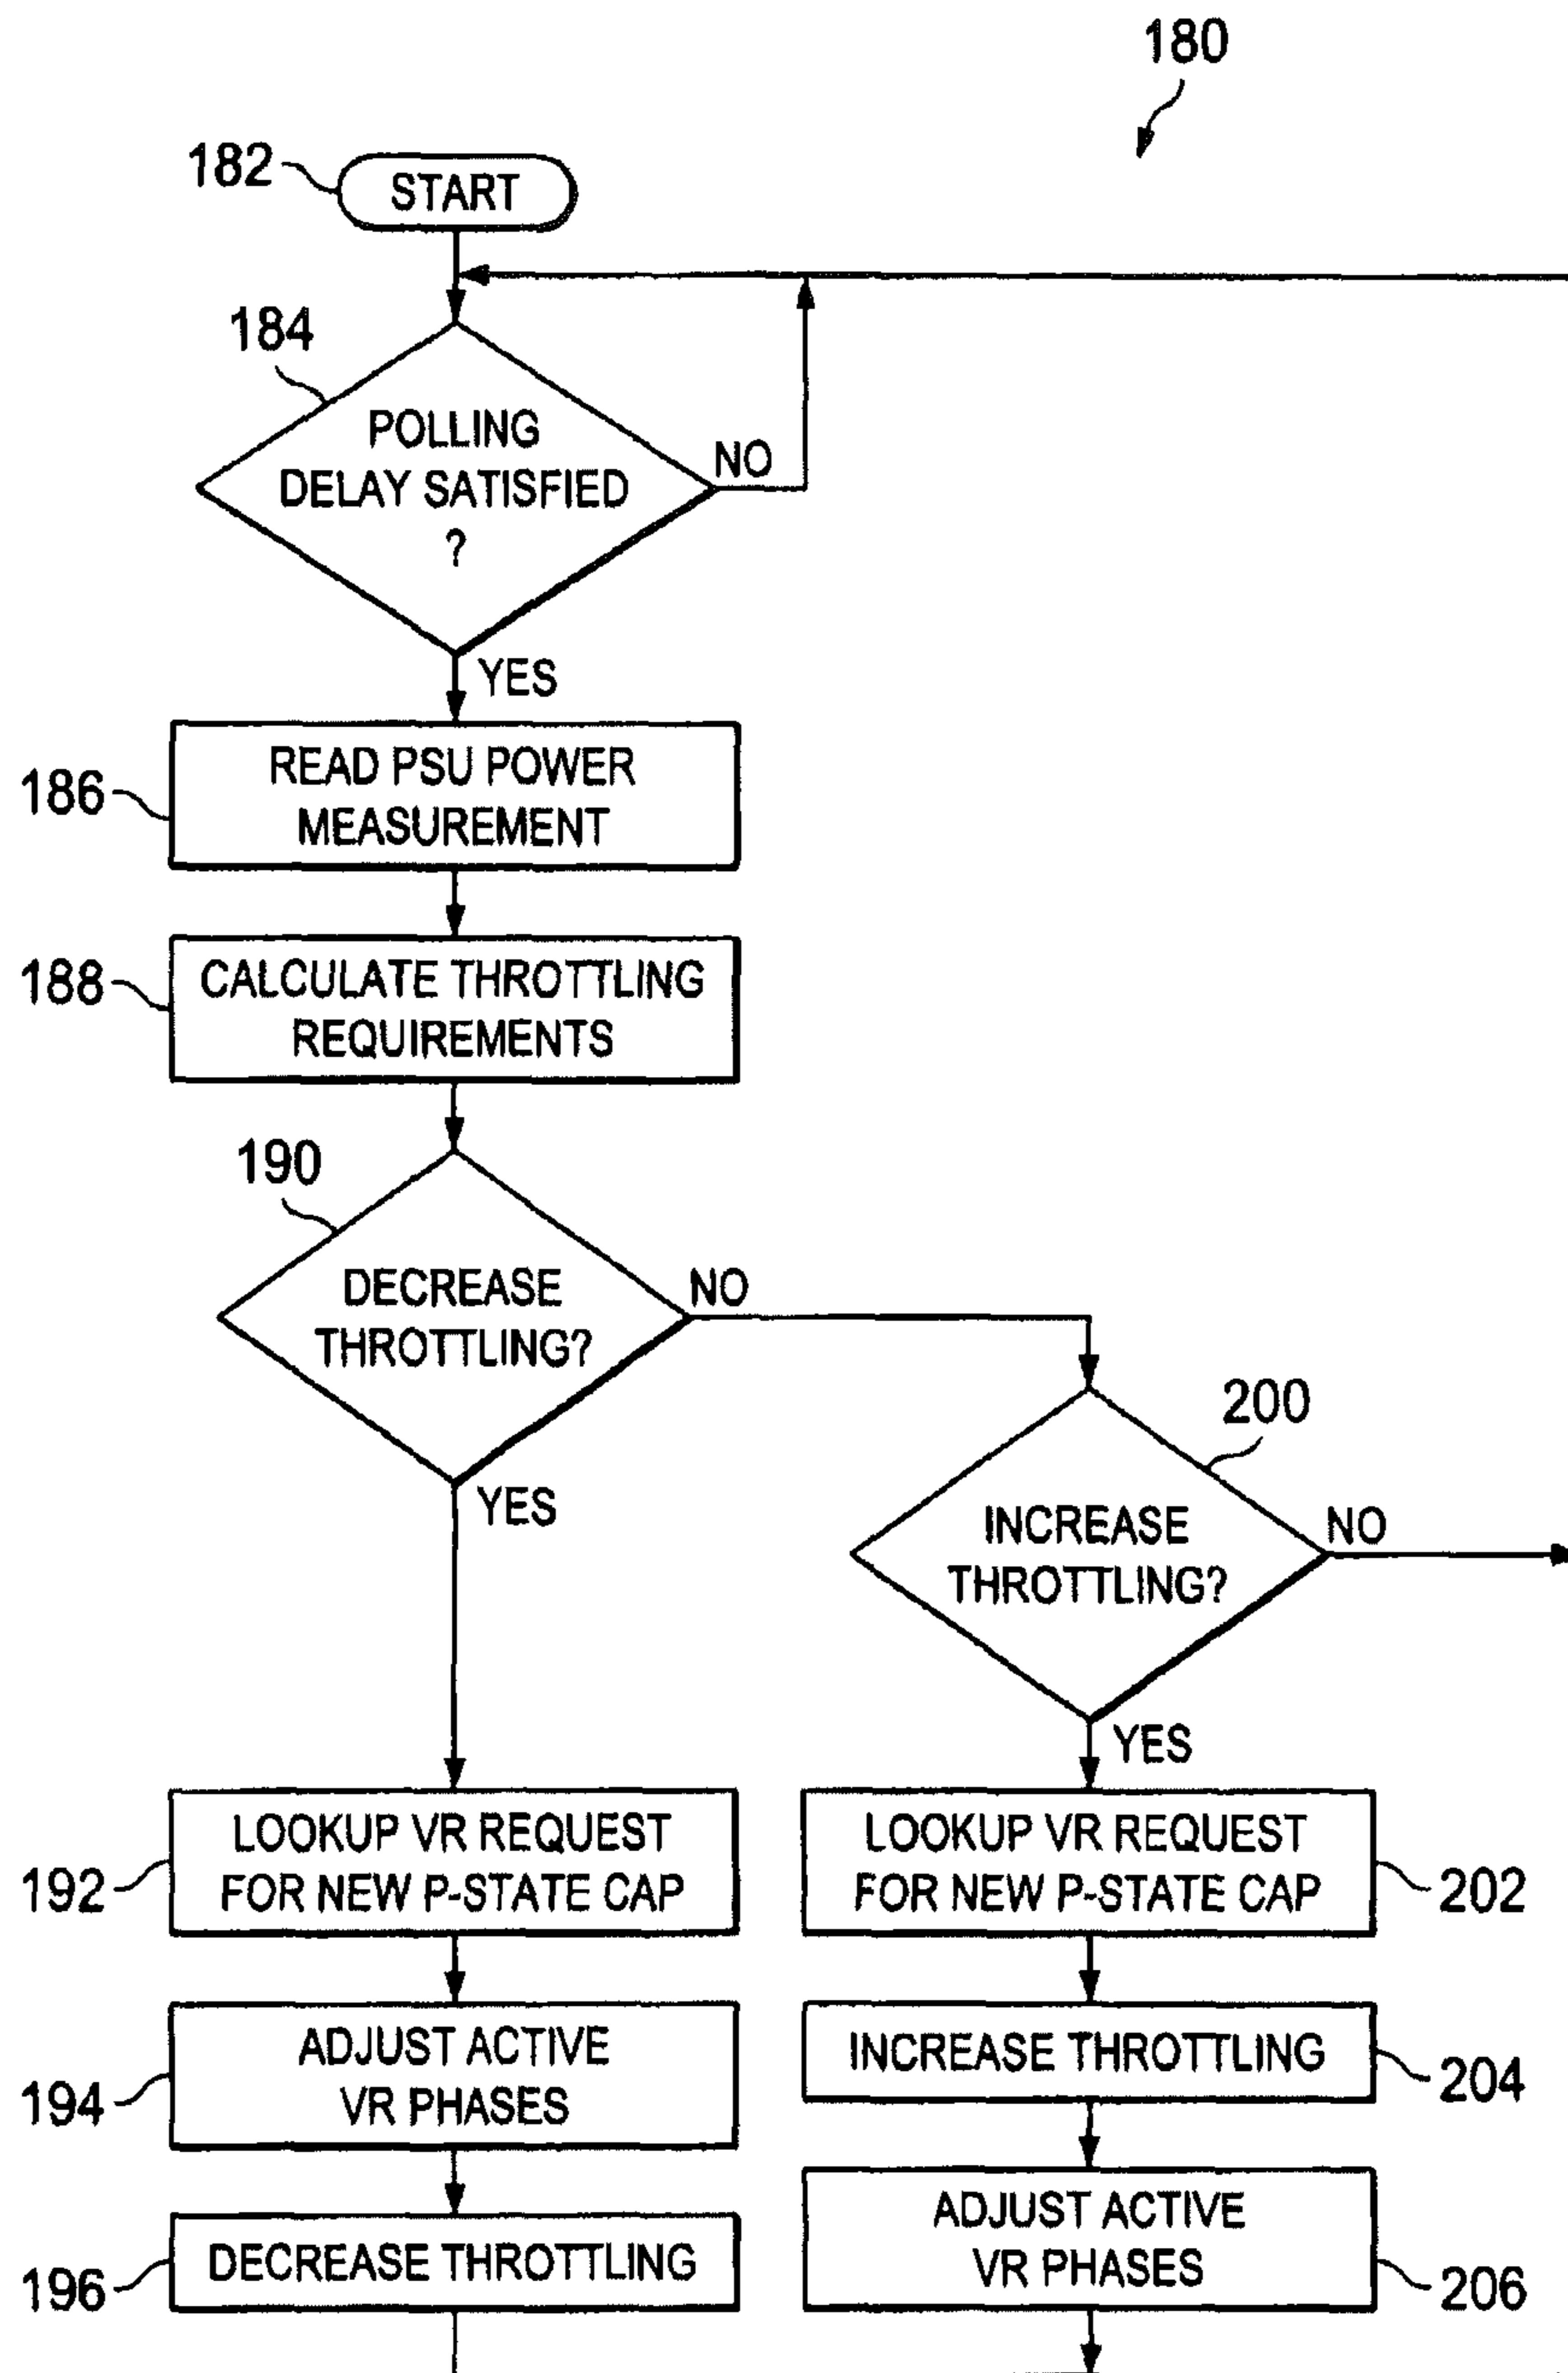 180
182
START
184
POLLING
DELAY SATISFIED
?
NO
YES
186
READ PSU POWER
MEASUREMENT
188
CALCULATE THROTTLING
REQUIREMENTS
190
DECREASE
THROTTLING?
NO
YES
200
INCREASE
THROTTLING?
NO
YES
192
LOOKUP VR REQUEST
FOR NEW P-STATE CAP
LOOKUP VR REQUEST
FOR NEW P-STATE CAP
202
194
ADJUST ACTIVE
VR PHASES
INCREASE THROTTLING
204
196
DECREASE THROTTLING
ADJUST ACTIVE
VR PHASES
206